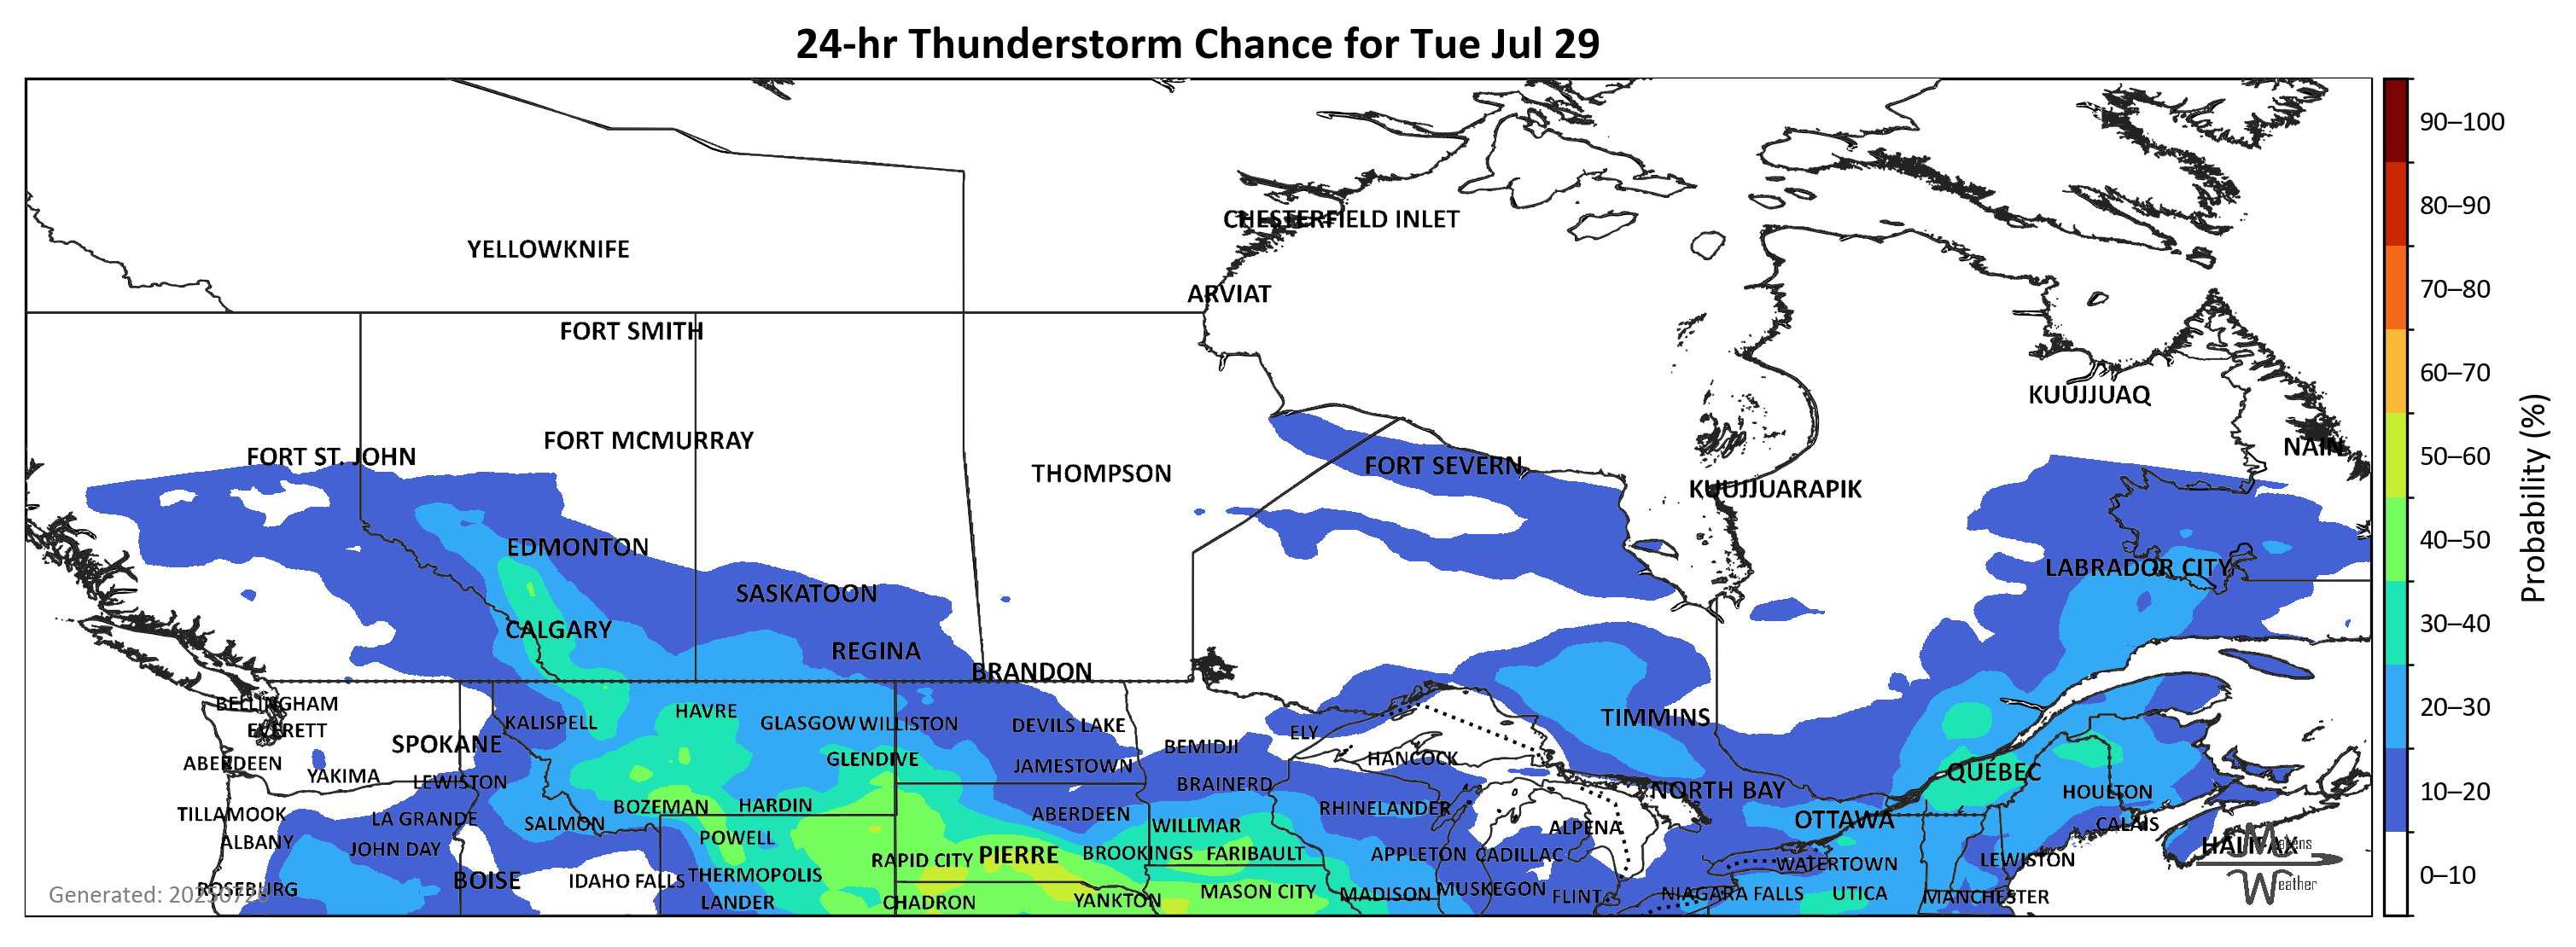 24-hr Thunderstorm Chance for Tue Jul 29
90–100
80–90
CHESTERFIELD INLET
YELLOWKNIFE
ARVIAT
70–80
FORT SMITH
60–70
KUUJJUAQ
FORT MCMURRAY
NAIN
FORT ST. JOHN
50–60
FORT SEVERN
THOMPSON
KUUJJUARAPIK
Probability (%)
EDMONTON
40–50
LABRADOR CITY
SASKATOON
CALGARY
30–40
REGINA
BRANDON
BELLINGHAM
HAVRE
20–30
TIMMINS
KALISPELL
GLASGOW WILLISTON
DEVILS LAKE
EVERETT
ELY
SPOKANE
BEMIDJI
HANCOCK
GLENDIVE
ABERDEEN
JAMESTOWN
QUÉBEC
YAKIMA
LEWISTON
BRAINERD
NORTH BAY
HOULTON
10–20
BOZEMAN
HARDIN
RHINELANDER
TILLAMOOK
ABERDEEN
LA GRANDE
OTTAWA
SALMON
WILLMAR
ALPENA
CALAIS
POWELL
ALBANY
HALIFAX
Makens
Weather
JOHN DAY
BROOKINGS
FARIBAULT
APPLETON
CADILLAC
PIERRE
RAPID CITY
LEWISTON
WATERTOWN
THERMOPOLIS
0–10
BOISE
IDAHO FALLS
ROSEBURG
MUSKEGON
MASON CITY
MADISON
NIAGARA FALLS
UTICA
Generated:
FLINT
MANCHESTER
LANDER
CHADRON
YANKTON